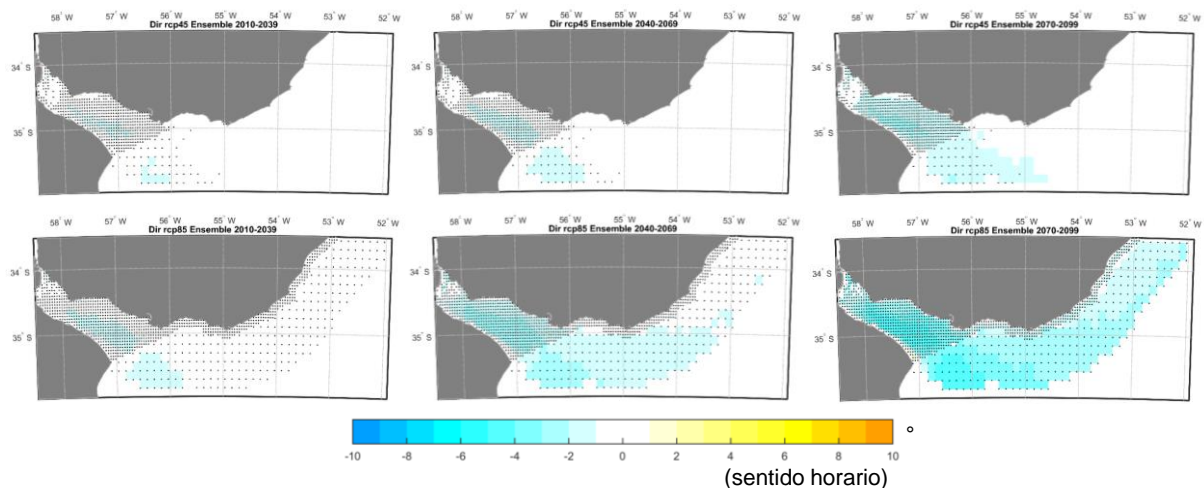 58° W 57° W 56° W 55° W 54° W 53° W 52° W
Dir rcp45 Ensemble 2010-2039
34° S
35° S
58° W 57° W 56° W 55° W 54° W 53° W 52° W
Dir rcp45 Ensemble 2040-2069
34° S
35° S
58° W 57° W 56° W 55° W 54° W 53° W 52° W
Dir rcp45 Ensemble 2070-2099
34° S
35° S
58° W 57° W 56° W 55° W 54° W 53° W 52° W
Dir rcp85 Ensemble 2010-2039
34° S
35° S
58° W 57° W 56° W 55° W 54° W 53° W 52° W
Dir rcp85 Ensemble 2040-2069
34° S
35° S
58° W 57° W 56° W 55° W 54° W 53° W 52° W
Dir rcp85 Ensemble 2070-2099
34° S
35° S
°
-10 -8 -6 -4 -2 0 2 4 6 8 10
(sentido horario)